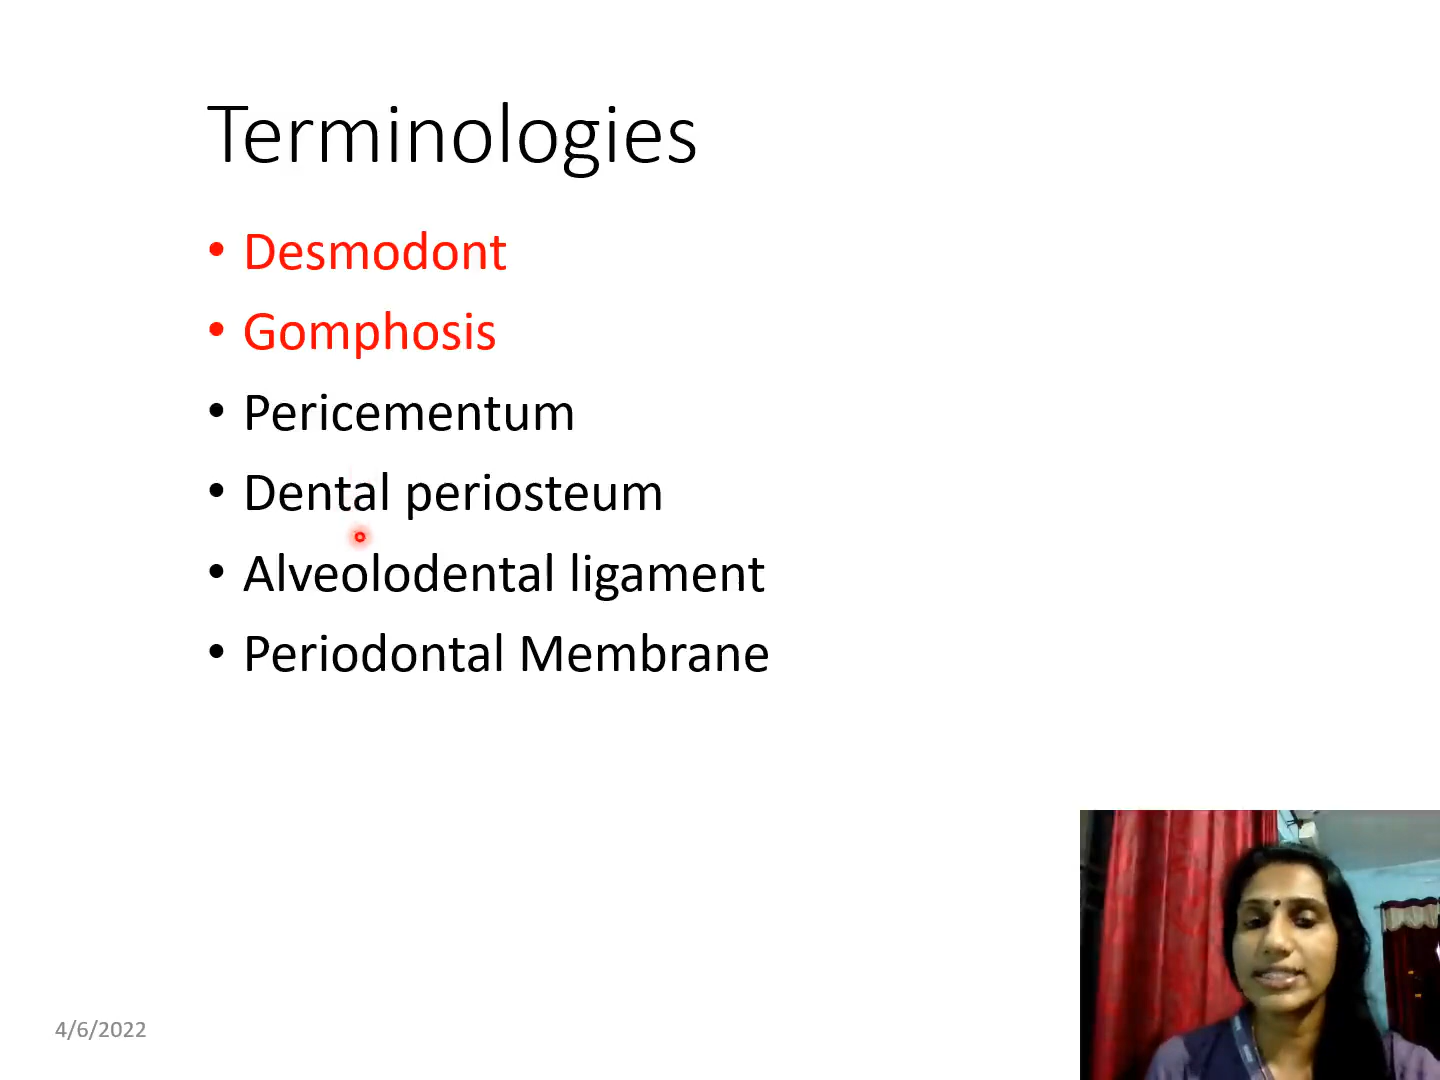 Terminologies
• Desmodont
• Gomphosis
• Pericementum
• Dental periosteum
• Alveolodental ligament
• Periodontal Membrane
4/6/2022